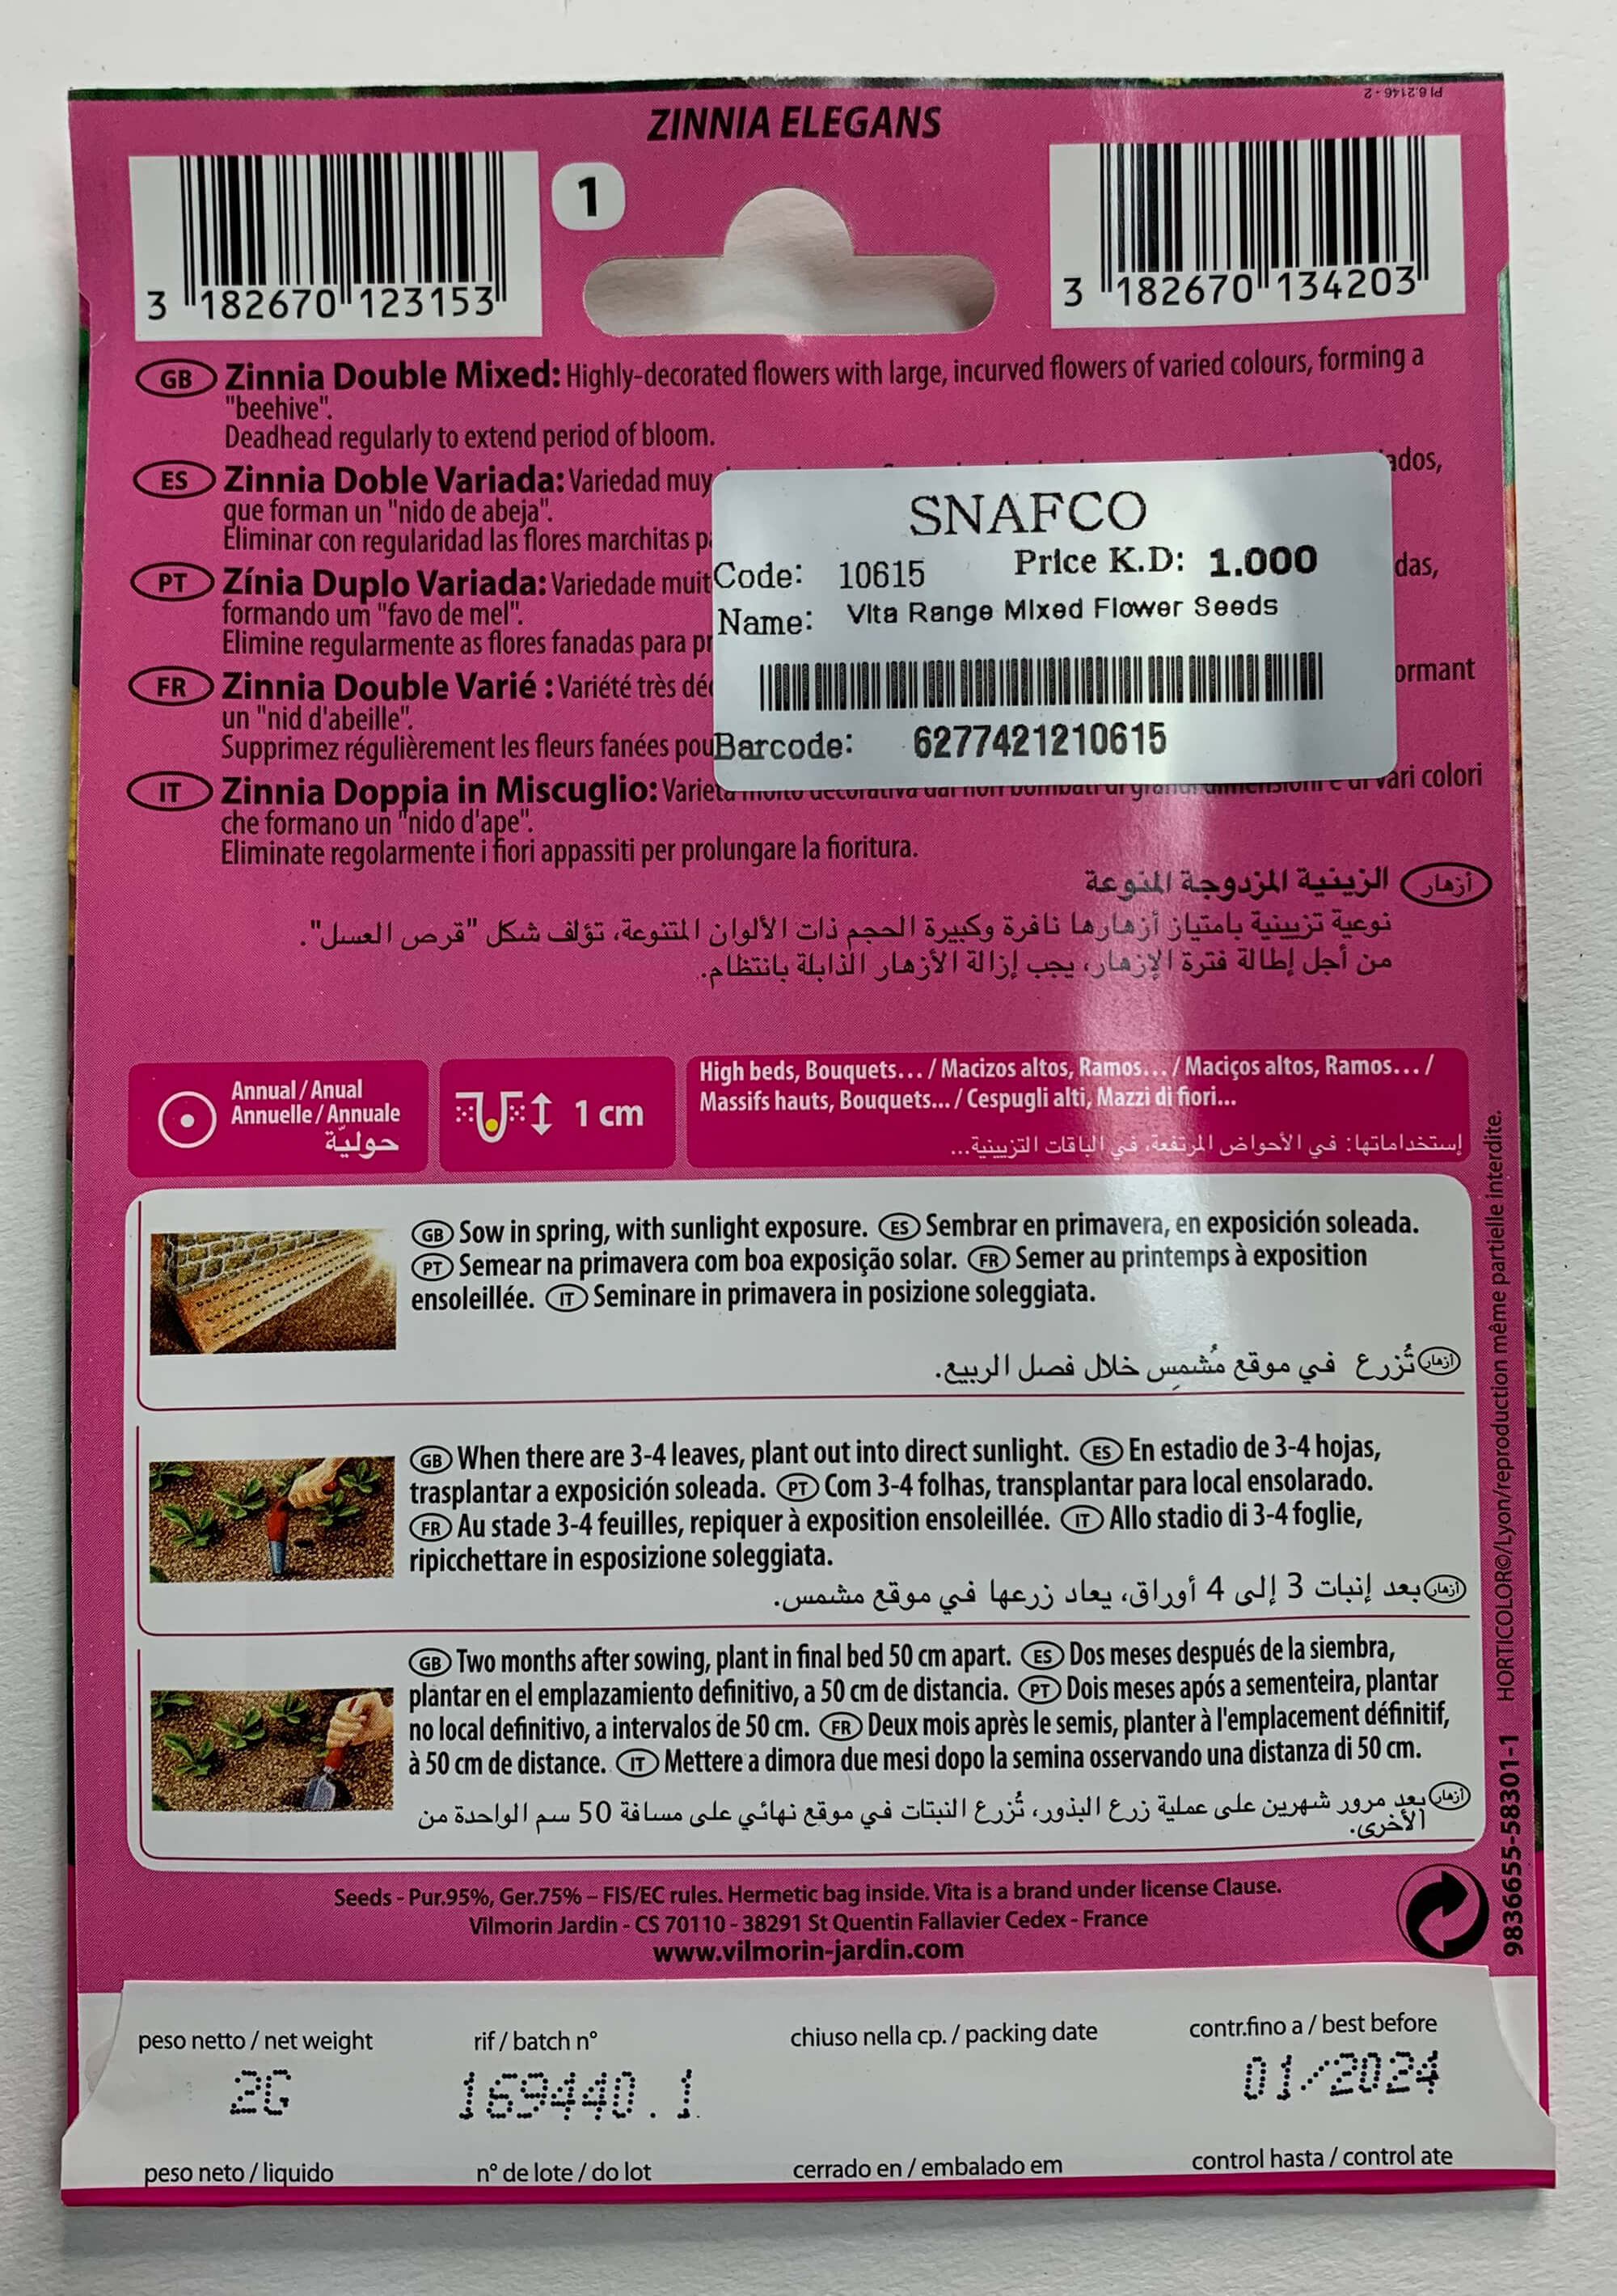 PI 6.2146 - 2
ZINNIA ELEGANS
1
3 182670 123153
3 182670 134203
GB Zinnia Double Mixed: Highly-decorated flowers with large, incurved flowers of varied colours, forming a
"beehive".
Deadhead regularly to extend period of bloom.
ES Zinnia Doble Variada: Variedad muy
que forman un "nido de abeja".
Eliminar con regularidad las flores marchitas
PT Zínia Duplo Variada: Variedade
formando um "favo de mel".
Elimine regularmente as flores fanadas para
FR Zinnia Double Varié : Variété très
un "nid d'abeille".
Supprimez régulièrement les fleurs fanées
IT Zinnia Doppia in Miscuglio: Varietà molto decorativa dai fiori bombati di grandi dimensioni e di vari colori
che formano un "nido d'ape".
Eliminate regolarmente i fiori appassiti per prolungare la fioritura.
SNAFCO
Code: 10615 Price K.D: 1.000
Name: Vita Range Mixed Flower Seeds
Barcode: 6277421210615
أزهار الزينية المزدوجة المنوعة
نوعية تزيينية بامتياز أزهارها نافرة وكبيرة الحجم ذات الألوان المتنوعة، تؤلف شكل "قرص العسل".
من أجل إطالة فترة الإزهار، يجب إزالة الأزهار الذابلة بانتظام.
Annual / Anual
Annuelle / Annuale
حوليّة
1 cm
High beds, Bouquets... / Macizos altos, Ramos... / Maciços altos, Ramos... /
Massifs hauts, Bouquets... / Cespugli alti, Mazzi di fiori...
إستخداماتها: في الأحواض المرتفعة، في الباقات التزيينية...
GB Sow in spring, with sunlight exposure. ES Sembrar en primavera, en exposición soleada.
PT Semear na primavera com boa exposição solar. FR Semer au printemps à exposition
ensoleillée. IT Seminare in primavera in posizione soleggiata.
أزهار تُزرع في موقع مُشمِس خلال فصل الربيع.
GB When there are 3-4 leaves, plant out into direct sunlight. ES En estadio de 3-4 hojas,
trasplantar a exposición soleada. PT Com 3-4 folhas, transplantar para local ensolarado.
FR Au stade 3-4 feuilles, repiquer à exposition ensoleillée. IT Allo stadio di 3-4 foglie,
ripicchettare in esposizione soleggiata.
أزهار بعد إنبات 3 إلى 4 أوراق، يعاد زرعها في موقع مشمس.
GB Two months after sowing, plant in final bed 50 cm apart. ES Dos meses después de la siembra,
plantar en el emplazamiento definitivo, a 50 cm de distancia. PT Dois meses após a sementeira, plantar
no local definitivo, a intervalos de 50 cm. FR Deux mois après le semis, planter à l'emplacement définitif,
à 50 cm de distance. IT Mettere a dimora due mesi dopo la semina osservando una distanza di 50 cm.
أزهار بعد مرور شهرين على عملية زرع البذور، تُزرع النبتات في موقع نهائي على مسافة 50 سم الواحدة من
الأخرى.
9836655-58301-1 HORTICOLOR©/Lyon/reproduction même partielle interdite.
Seeds - Pur.95%, Ger.75% – FIS/EC rules. Hermetic bag inside. Vita is a brand under license Clause.
Vilmorin Jardin - CS 70110 - 38291 St Quentin Fallavier Cedex - France
www.vilmorin-jardin.com
peso netto / net weight
rif / batch n°
chiuso nella cp. / packing date
contr.fino a / best before
2G
169440.1
01/2024
peso neto / liquido
n° de lote / do lot
cerrado en / embalado em
control hasta / control ate